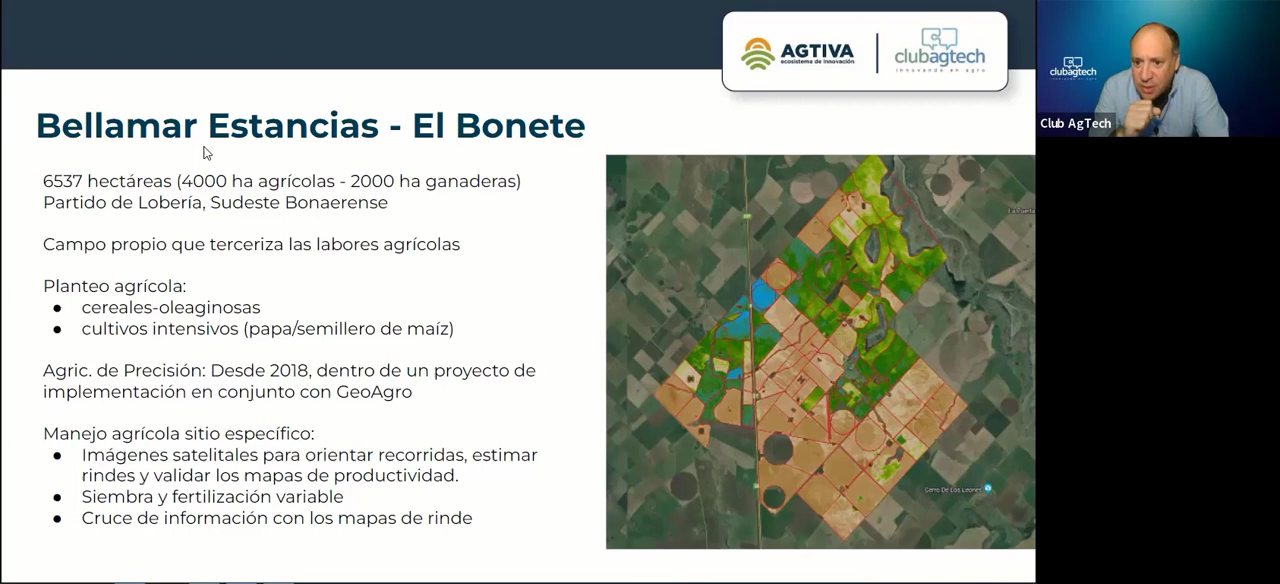 AGTIVA
ecosistema de innovación
clubagtech
innovando en agro
clubagtech
Club AgTech
Bellamar Estancias - El Bonete
6537 hectáreas (4000 ha agrícolas - 2000 ha ganaderas)
Partido de Lobería, Sudeste Bonaerense
Campo propio que terceriza las labores agrícolas
Planteo agrícola:
● cereales-oleaginosas
● cultivos intensivos (papa/semillero de maíz)
Agric. de Precisión: Desde 2018, dentro de un proyecto de
implementación en conjunto con GeoAgro
Manejo agrícola sitio específico:
● Imágenes satelitales para orientar recorridas, estimar
rindes y validar los mapas de productividad.
● Siembra y fertilización variable
● Cruce de información con los mapas de rinde
Cerro De Los Leones